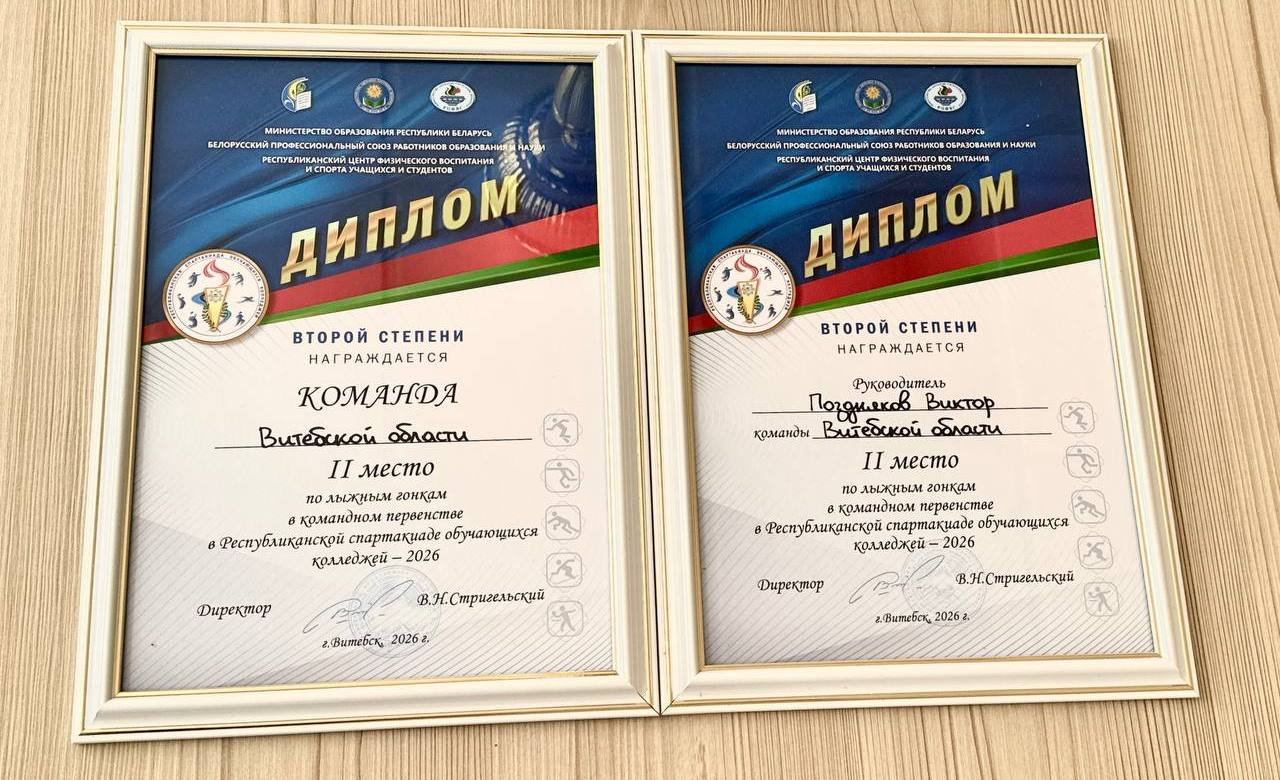 МИНИСТЕРСТВО ОБРАЗОВАНИЯ РЕСПУБЛИКИ БЕЛАРУСЬ
БЕЛОРУССКИЙ ПРОФЕССИОНАЛЬНЫЙ СОЮЗ РАБОТНИКОВ ОБРАЗОВАНИЯ И НАУКИ
РЕСПУБЛИКАНСКИЙ ЦЕНТР ФИЗИЧЕСКОГО ВОСПИТАНИЯ
И СПОРТА УЧАЩИХСЯ И СТУДЕНТОВ
ДИПЛОМ
ВТОРОЙ СТЕПЕНИ
НАГРАЖДАЕТСЯ
КОМАНДА
Витебской области
II место
по лыжным гонкам
в командном первенстве
в Республиканской спартакиаде обучающихся
колледжей – 2026
Директор В.Н.Стригельский
г.Витебск, 2026 г.
МИНИСТЕРСТВО ОБРАЗОВАНИЯ РЕСПУБЛИКИ БЕЛАРУСЬ
БЕЛОРУССКИЙ ПРОФЕССИОНАЛЬНЫЙ СОЮЗ РАБОТНИКОВ ОБРАЗОВАНИЯ И НАУКИ
РЕСПУБЛИКАНСКИЙ ЦЕНТР ФИЗИЧЕСКОГО ВОСПИТАНИЯ
И СПОРТА УЧАЩИХСЯ И СТУДЕНТОВ
ДИПЛОМ
ВТОРОЙ СТЕПЕНИ
НАГРАЖДАЕТСЯ
Руководитель
Поздняков Виктор
команды Витебской области
II место
по лыжным гонкам
в командном первенстве
в Республиканской спартакиаде обучающихся
колледжей – 2026
Директор В.Н.Стригельский
г.Витебск, 2026 г.